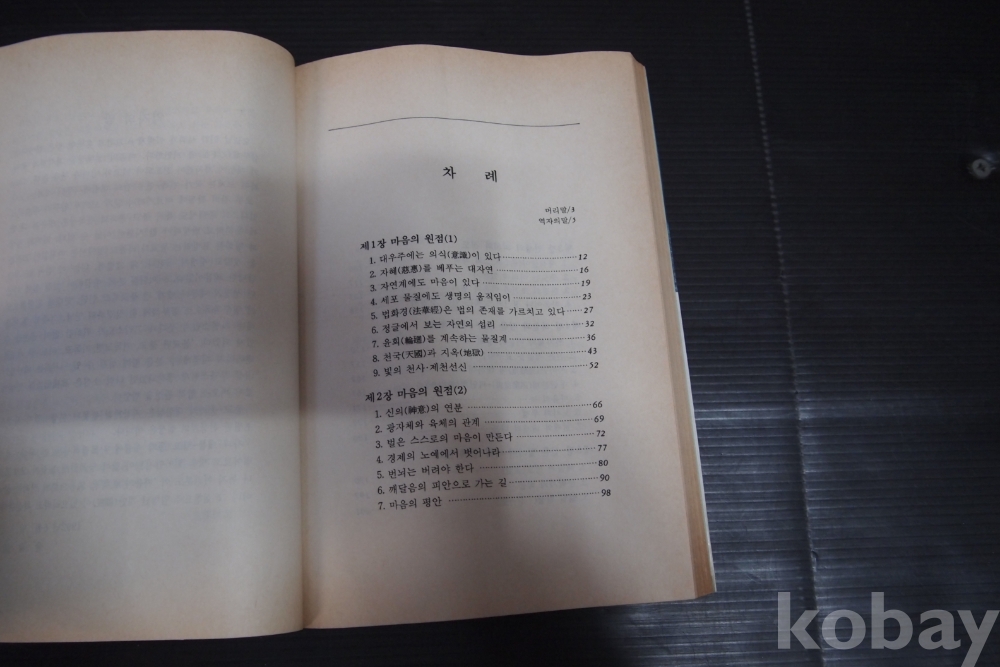 차 례
머리말/3
역자의말/5
제1장 마음의 원점(1)
1. 대우주에는 의식(意識)이 있다 12
2. 자혜(慈惠)를 베푸는 대자연 16
3. 자연계에도 마음이 있다 19
4. 세포 물질에도 생명의 움직임이 23
5. 법화경(法華經)은 법의 존재를 가르치고 있다 27
6. 정글에서 보는 자연의 섭리 32
7. 윤회(輪廻)를 계속하는 물질계 36
8. 천국(天國)과 지옥(地獄) 43
9. 빛의 천사·제천선신 52
제2장 마음의 원점(2)
1. 신의(神意)의 연분 66
2. 광자체와 육체의 관계 69
3. 벌은 스스로의 마음이 만든다 72
4. 경제의 노예에서 벗어나라 77
5. 번뇌는 버려야 한다 80
6. 깨달음의 피안으로 가는 길 90
7. 마음의 평안 98
kobay